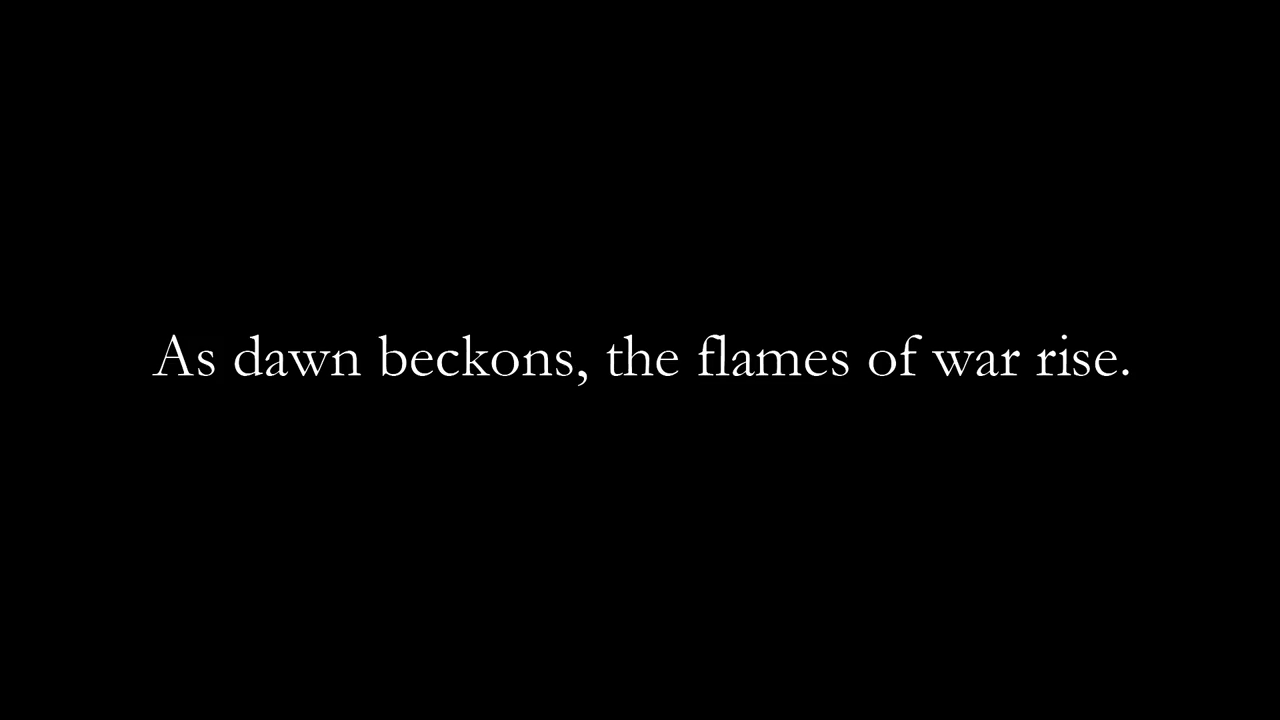 As dawn beckons, the flames of war rise.